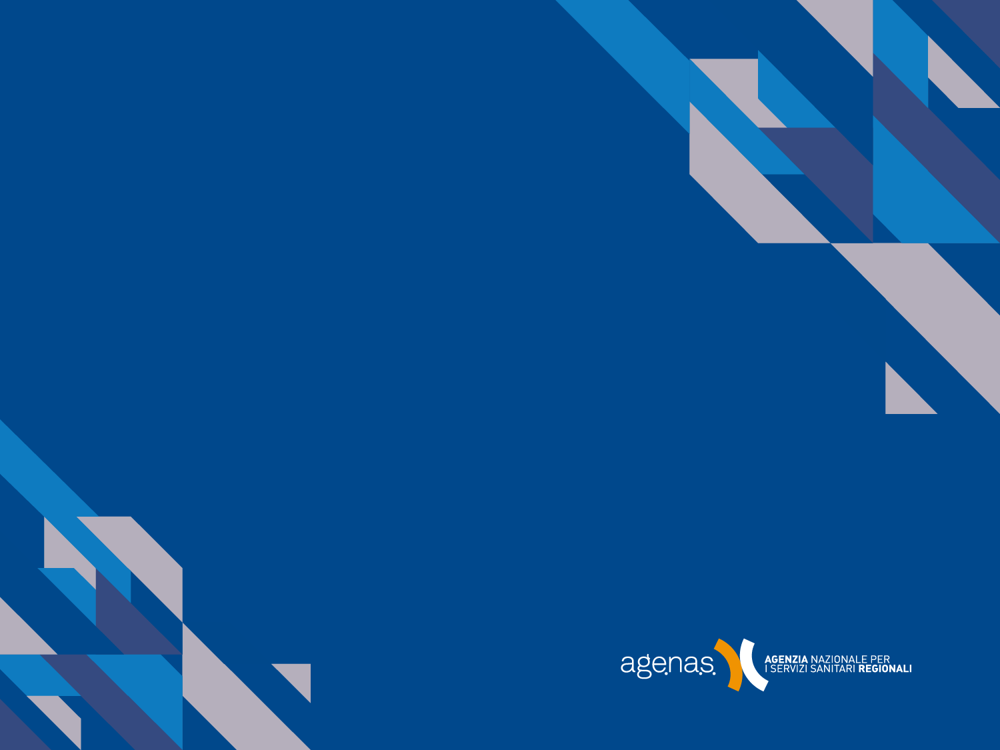 agenas.
AGENZIA NAZIONALE PER
I SERVIZI SANITARI REGIONALI